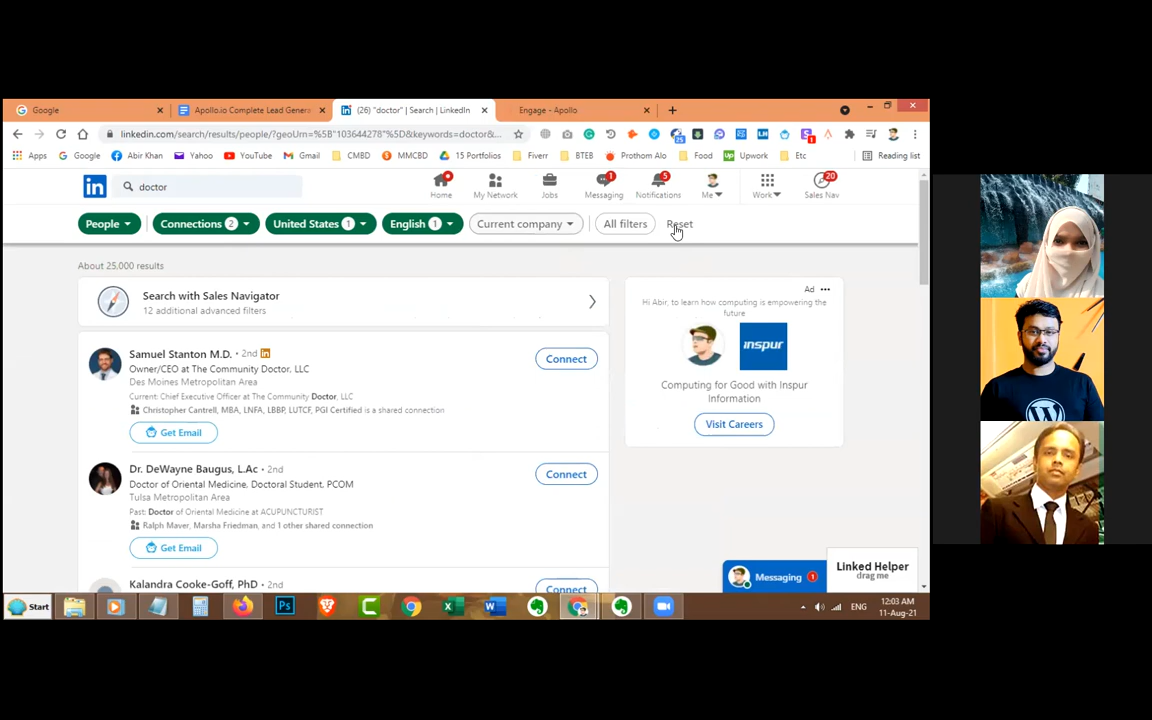 Google
Apollo.io Complete Lead Gener
(26) "doctor" | Search | LinkedIn
Engage - Apollo
linkedin.com/search/results/people/?geoUrn=%5B"103644278"%5D&keywords=doctor&...
25
1
Apps
Google
Abir Khan
Yahoo
YouTube
Gmail
CMBD
MMCBD
15 Portfolios
Fiverr
BTEB
Prothom Alo
Food
Upwork
Etc
Reading list
in
doctor
Home
My Network
Jobs
1
Messaging
5
Notifications
Me
Work
20
Sales Nav
People
Connections 2
United States 1
English 1
Current company
All filters
Reset
About 25,000 results
Search with Sales Navigator
12 additional advanced filters
Samuel Stanton M.D. • 2nd in
Owner/CEO at The Community Doctor, LLC
Des Moines Metropolitan Area
Current: Chief Executive Officer at The Community Doctor, LLC
Christopher Cantrell, MBA, LNFA, LBBP, LUTCF, PGI Certified is a shared connection
Get Email
Connect
Dr. DeWayne Baugus, L.Ac • 2nd
Doctor of Oriental Medicine, Doctoral Student, PCOM
Tulsa Metropolitan Area
Past: Doctor of Oriental Medicine at ACUPUNCTURIST
Ralph Maver, Marsha Friedman, and 1 other shared connection
Get Email
Connect
Kalandra Cooke-Goff, PhD • 2nd
Connect
Ad •••
Hi Abir, to learn how computing is empowering the
future
inspur
Computing for Good with Inspur
Information
Visit Careers
Messaging 1
Linked Helper
drag me
Start
Ps
ENG
12:03 AM
11-Aug-21